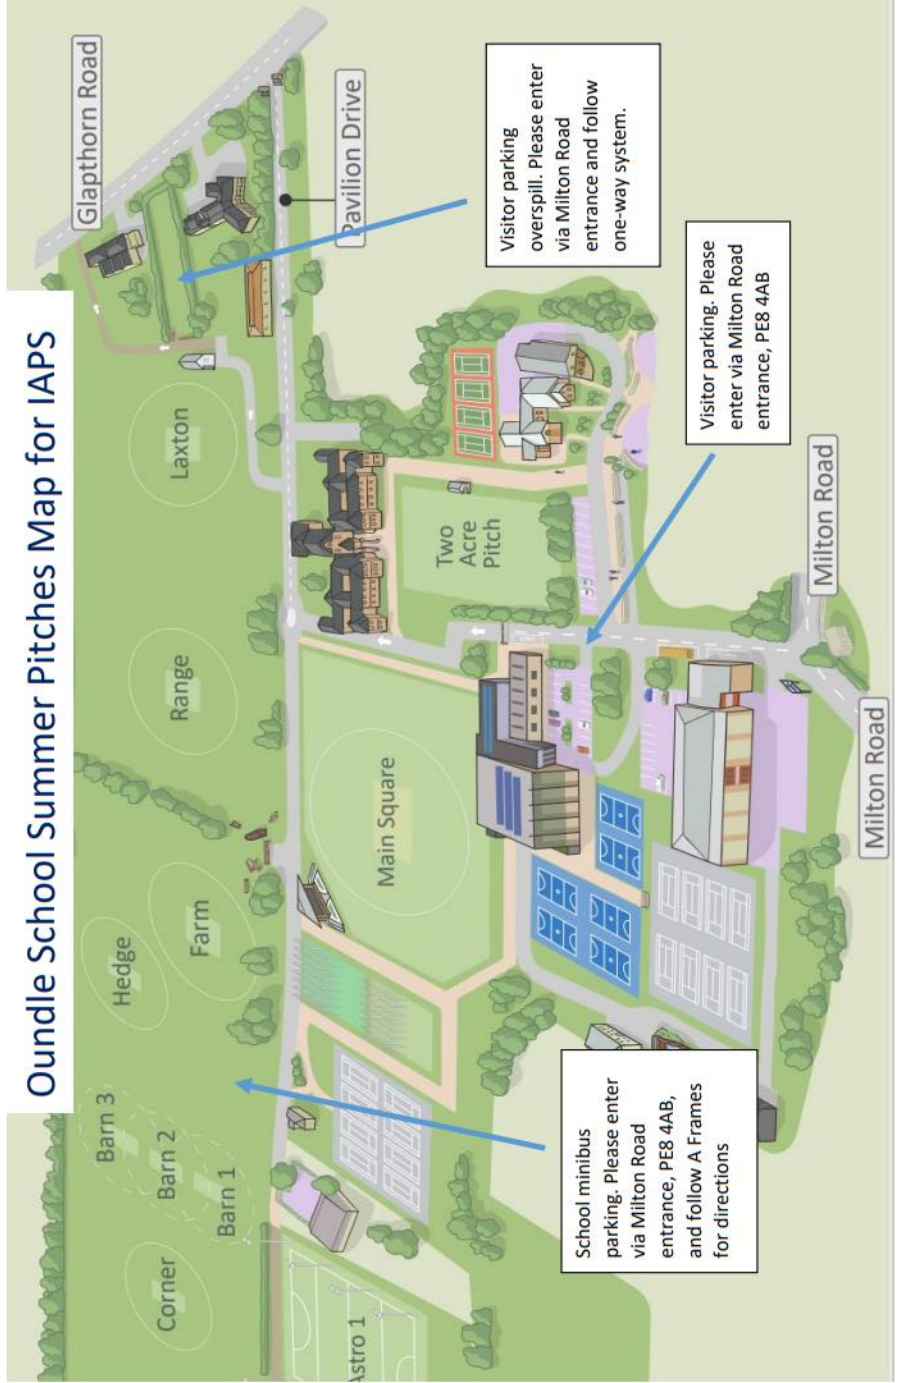 Oundle School Summer Pitches Map for IAPS
Glapthorn Road
Pavilion Drive
Visitor parking
overspill. Please enter
via Milton Road
entrance and follow
one-way system.
Laxton
Range
Hedge
Farm
Barn 3
Barn 2
Barn 1
Corner
Two
Acre
Pitch
Main Square
Visitor parking. Please
enter via Milton Road
entrance, PE8 4AB
Milton Road
Milton Road
School minibus
parking. Please enter
via Milton Road
entrance, PE8 4AB,
and follow A Frames
for directions
Astro 1